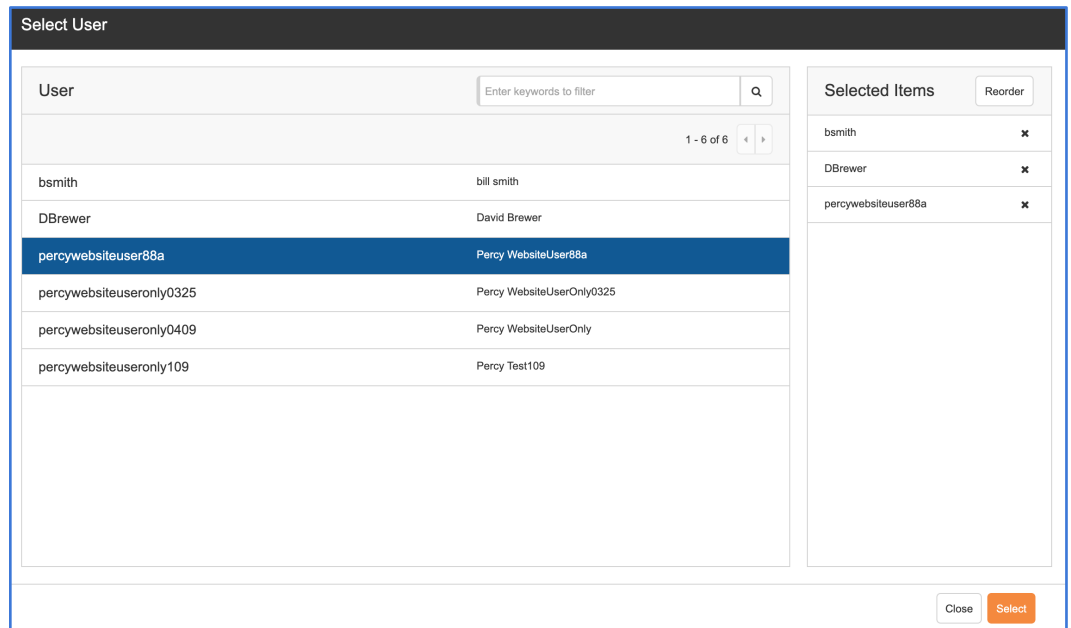 Select User
User
Enter keywords to filter
1 - 6 of 6
bsmith bill smith
DBrewer David Brewer
percywebsiteuser88a Percy WebsiteUser88a
percywebsiteuseronly0325 Percy WebsiteUserOnly0325
percywebsiteuseronly0409 Percy WebsiteUserOnly
percywebsiteuseronly109 Percy Test109
Selected Items Reorder
bsmith
DBrewer
percywebsiteuser88a
Close Select